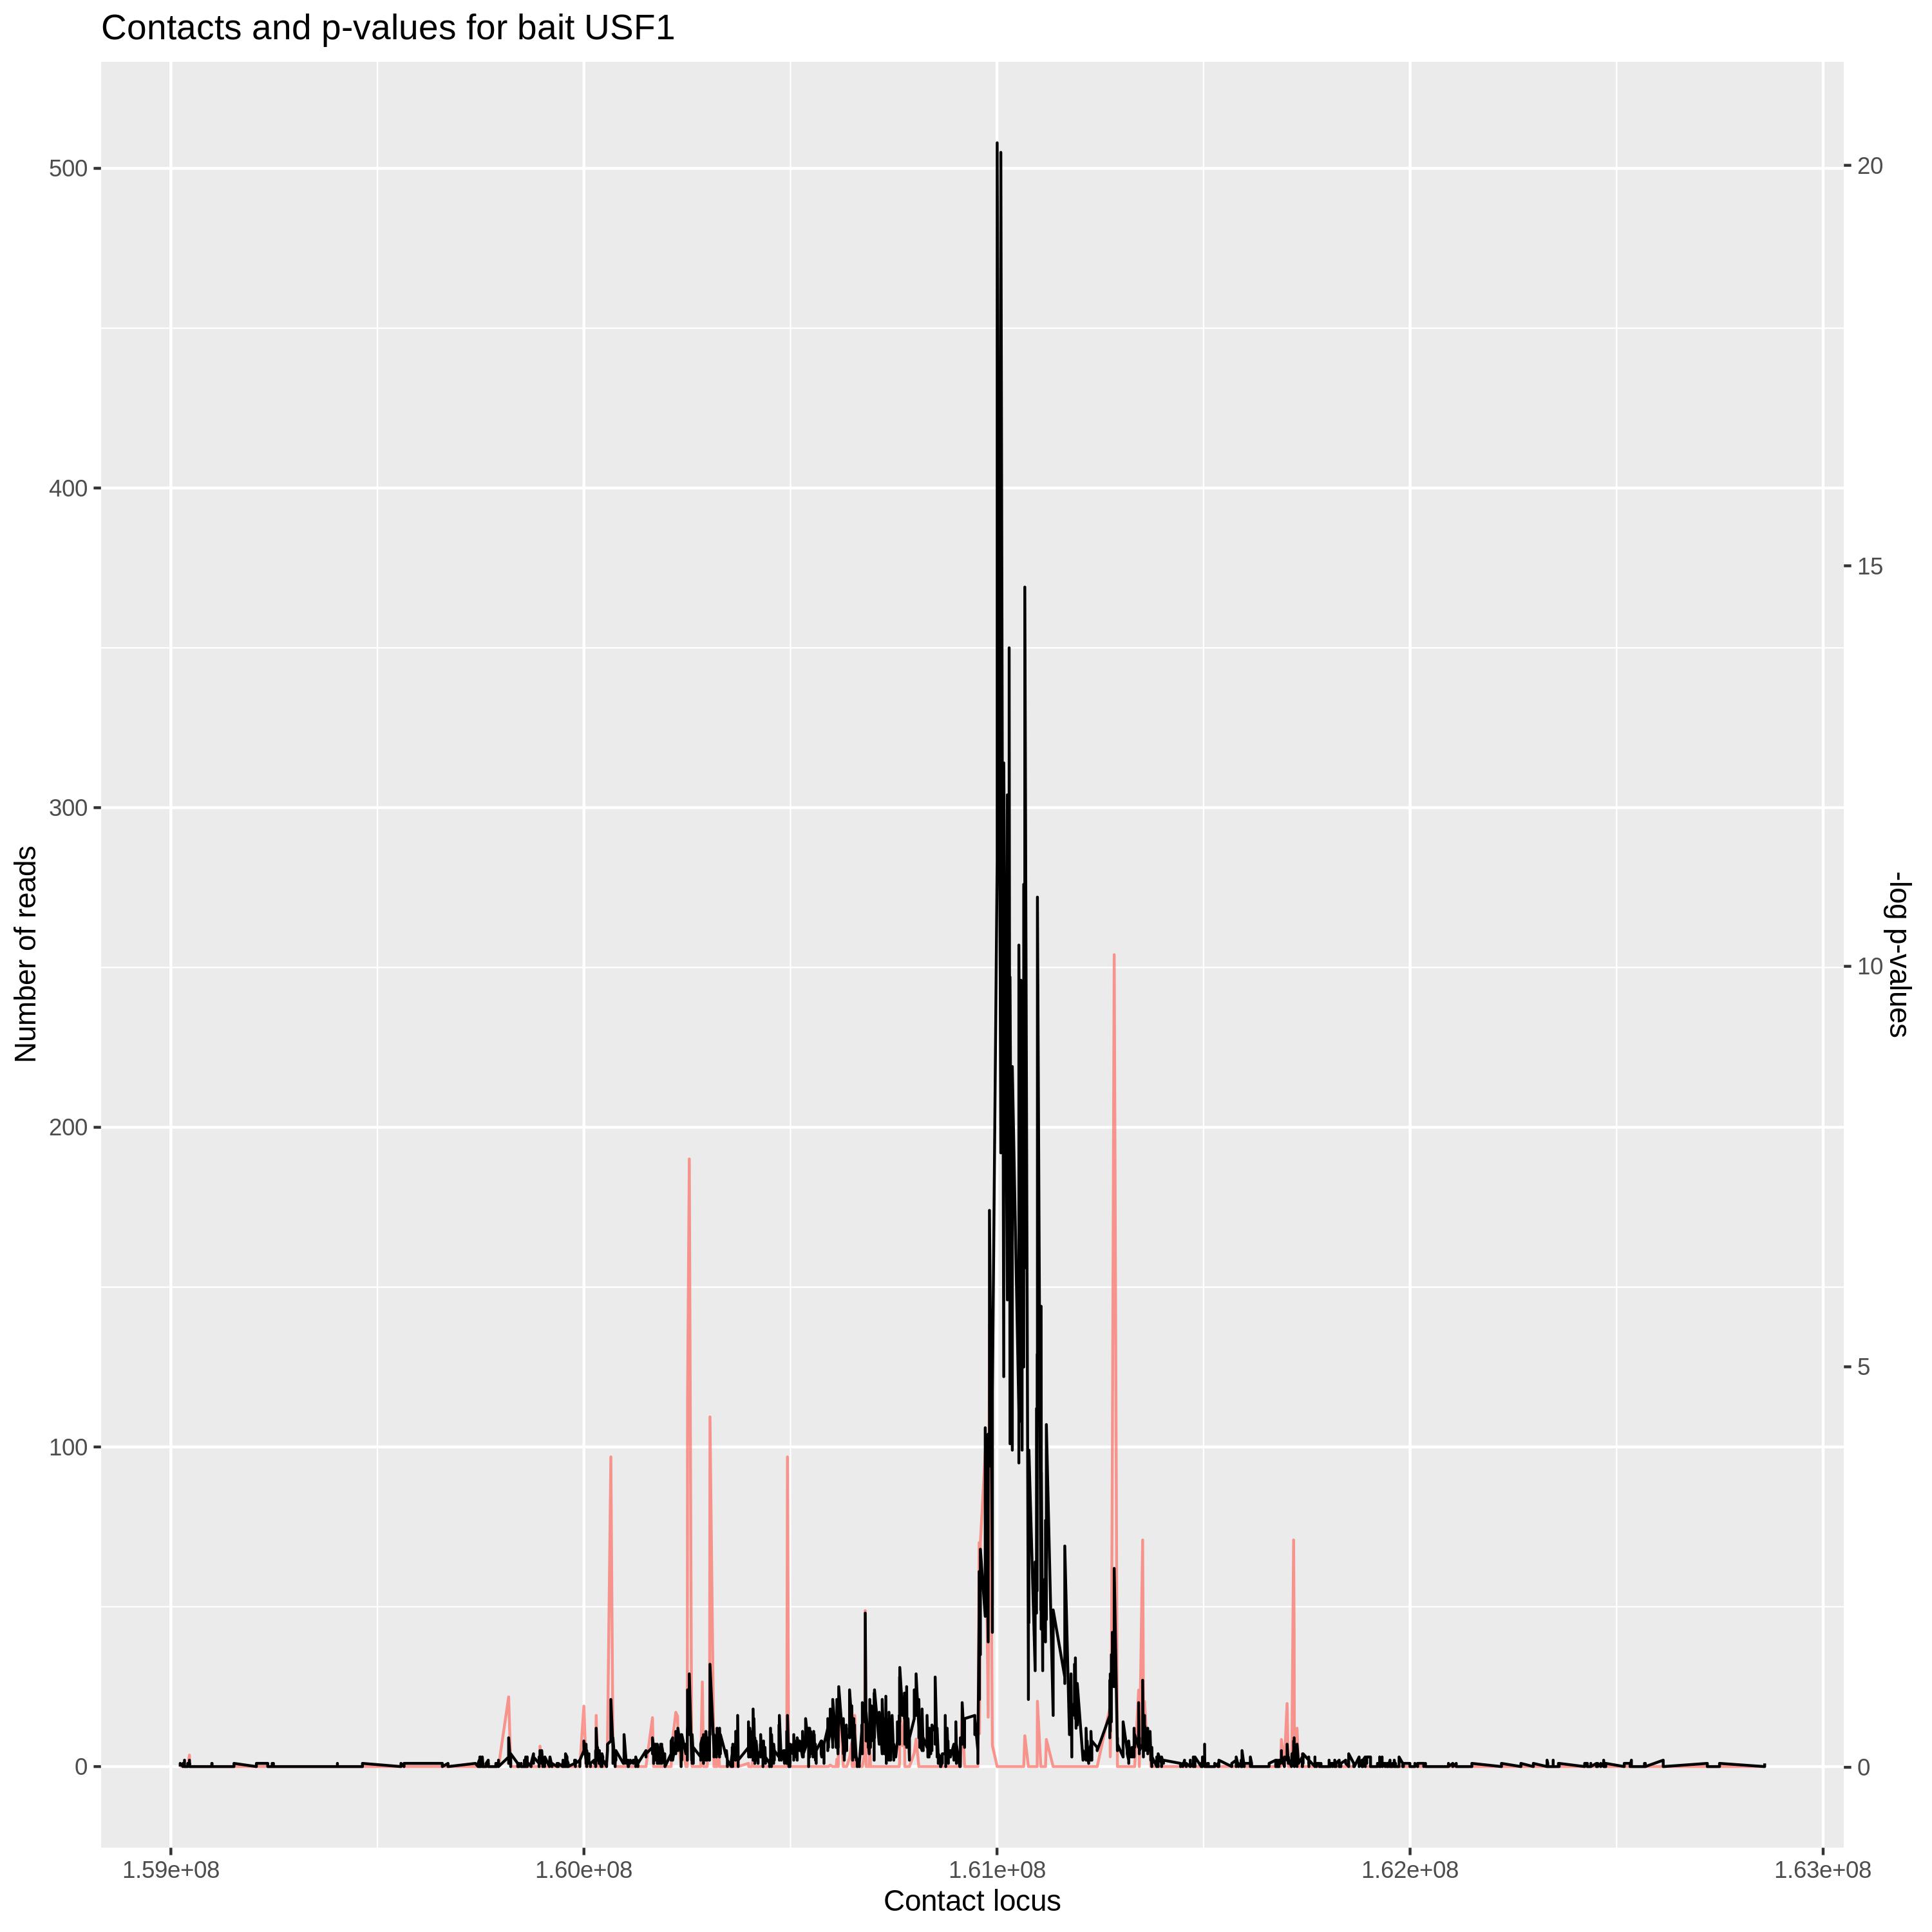 Contacts and p-values for bait USF1
500
400
300
200
100
0
Number of reads
20
15
10
5
0
-log p-values
1.59e+08
1.60e+08
1.61e+08
1.62e+08
1.63e+08
Contact locus